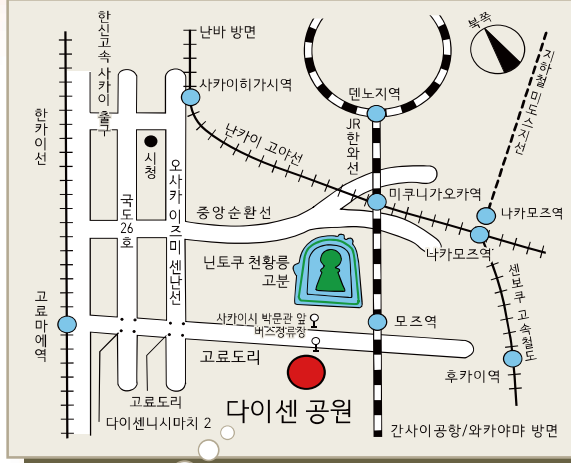 한신고속 사카이 출구
난바 방면
북쪽
지하철 미도스지선
사카이히가시역
덴노지역
한카이선
시청
난카이 고야선
JR한와선
오사카 이즈미 센난선
국도26호
중앙순환선
미쿠니가오카역
나카모즈역
나카모즈역
닌토쿠 천황릉
고분
센보쿠 고속철도
고료마에역
사카이시 박문관 앞
버스정류장
모즈역
고료도리
후카이역
고료도리
다이센니시마치 2
다이센 공원
간사이공항/와카야먀 방면